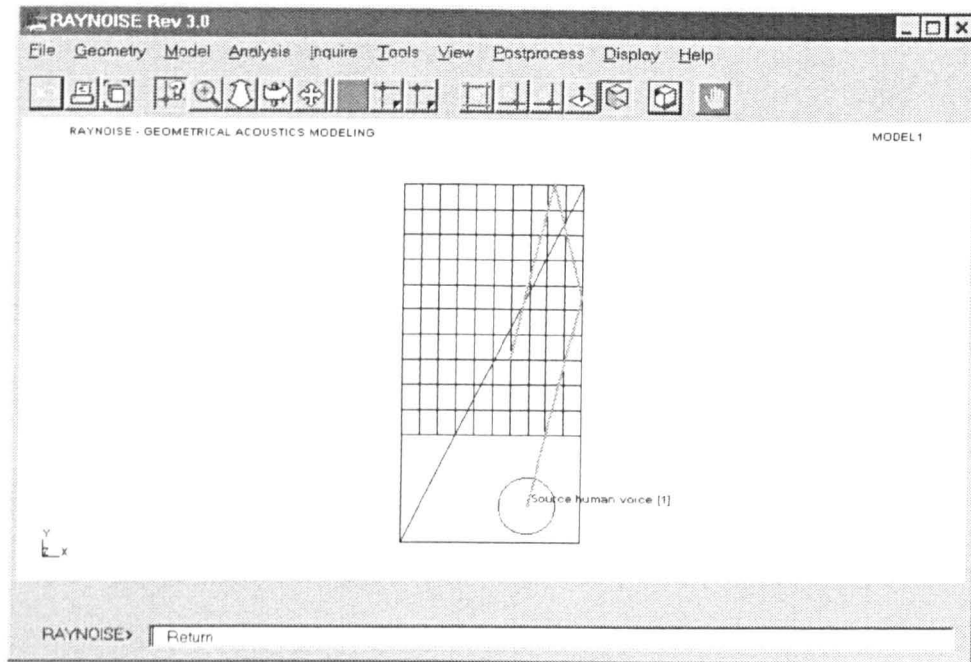 RAYNOISE Rev 3.0
File Geometry Model Analysis Inquire Tools View Postprocess Display Help
RAYNOISE - GEOMETRICAL ACOUSTICS MODELING
MODEL1
Source human voice [1]
Y
Z X
RAYNOISE> Return